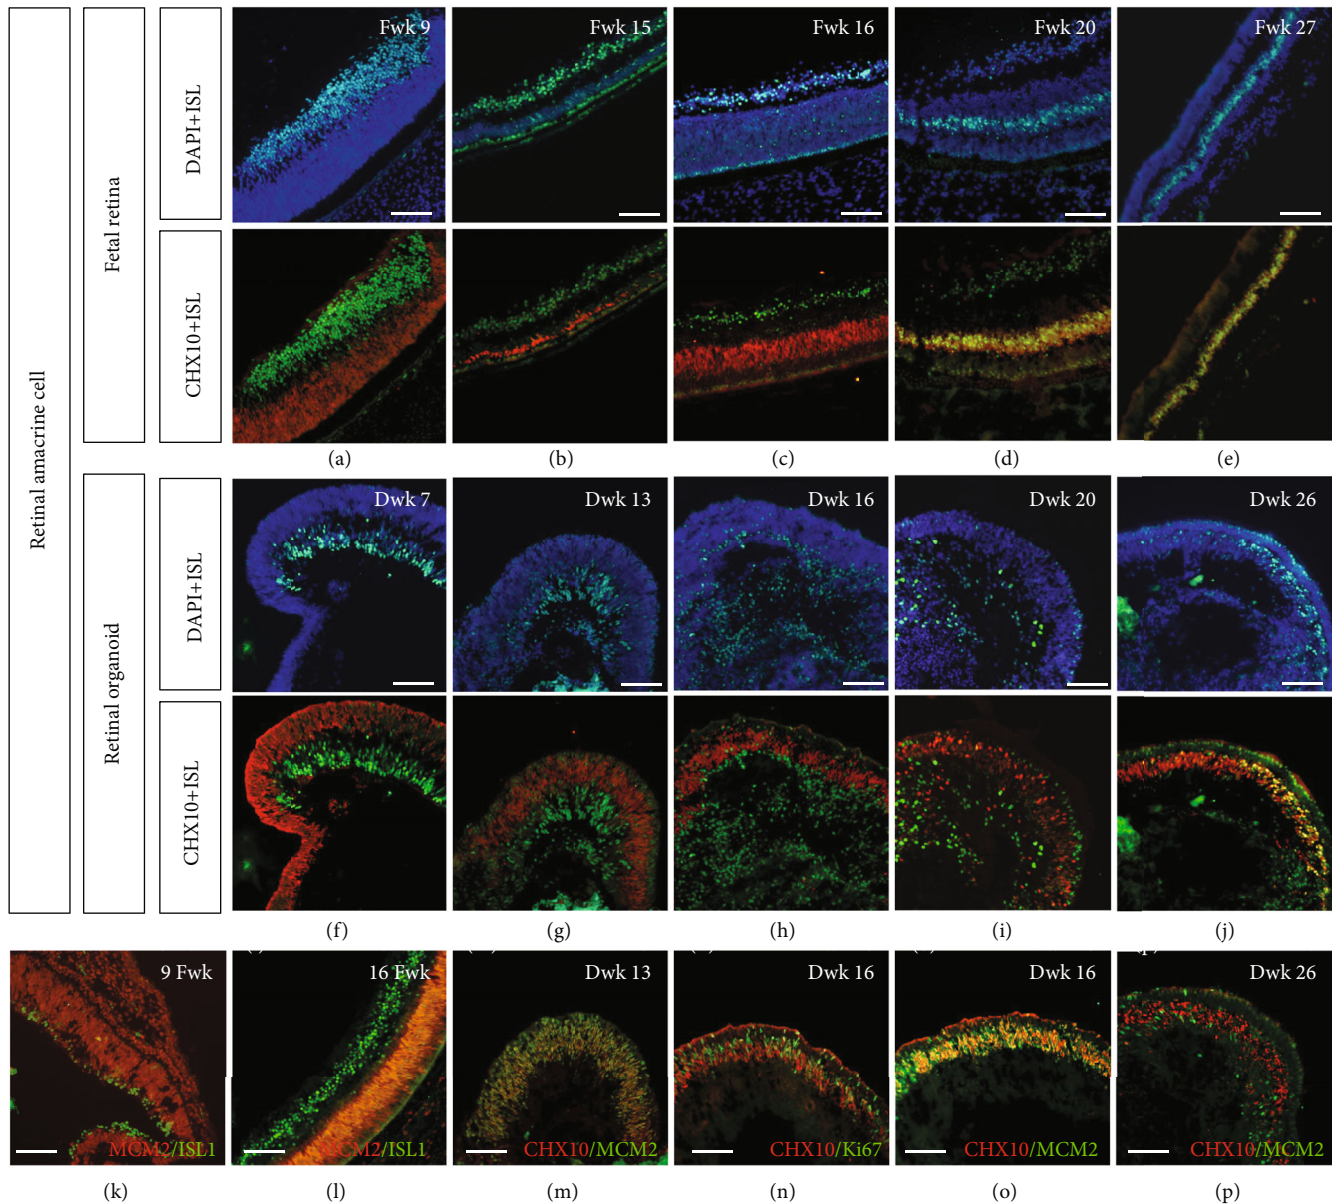 Retinal amacrine cell
Fetal retina
DAPI+ISL
Fwk 9
Fwk 15
Fwk 16
Fwk 20
Fwk 27
CHX10+ISL
(a)
(b)
(c)
(d)
(e)
Retinal organoid
DAPI+ISL
Dwk 7
Dwk 13
Dwk 16
Dwk 20
Dwk 26
CHX10+ISL
(f)
(g)
(h)
(i)
(j)
9 Fwk
16 Fwk
Dwk 13
Dwk 16
Dwk 16
Dwk 26
MCM2/ISL1
MCM2/ISL1
CHX10/MCM2
CHX10/Ki67
CHX10/MCM2
CHX10/MCM2
(k)
(l)
(m)
(n)
(o)
(p)